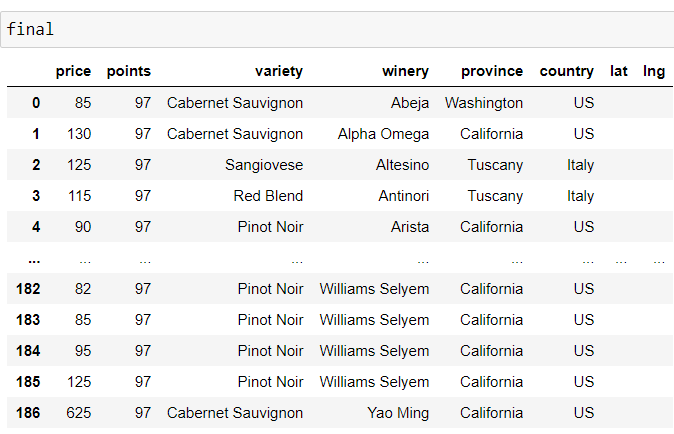 final
price points variety winery province country lat lng
0 85 97 Cabernet Sauvignon Abeja Washington US
1 130 97 Cabernet Sauvignon Alpha Omega California US
2 125 97 Sangiovese Altesino Tuscany Italy
3 115 97 Red Blend Antinori Tuscany Italy
4 90 97 Pinot Noir Arista California US
... ... ... ... ... ... ... ... ...
182 82 97 Pinot Noir Williams Selyem California US
183 85 97 Pinot Noir Williams Selyem California US
184 95 97 Pinot Noir Williams Selyem California US
185 125 97 Pinot Noir Williams Selyem California US
186 625 97 Cabernet Sauvignon Yao Ming California US